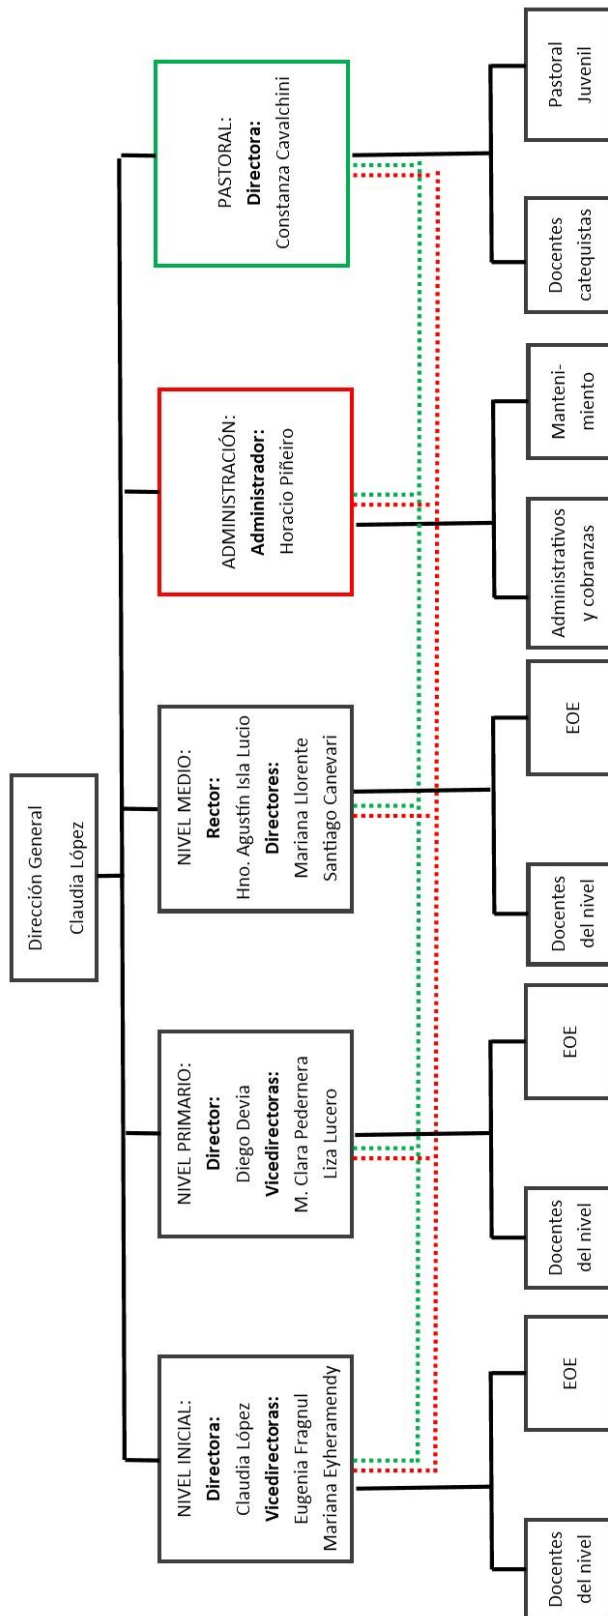 Dirección General
Claudia López
NIVEL INICIAL:
Directora:
Claudia López
Vicedirectoras:
Eugenia Fragnul
Mariana Eyheramendy
NIVEL PRIMARIO:
Director:
Diego Devia
Vicedirectoras:
M. Clara Pedernera
Liza Lucero
NIVEL MEDIO:
Rector:
Hno. Agustín Isla Lucio
Directores:
Mariana Llorente
Santiago Canevari
ADMINISTRACIÓN:
Administrador:
Horacio Piñeiro
PASTORAL:
Directora:
Constanza Cavalchini
Docentes
del nivel
EOE
Docentes
del nivel
EOE
Docentes
del nivel
EOE
Administrativos
y cobranzas
Manteni-
miento
Docentes
catequistas
Pastoral
Juvenil